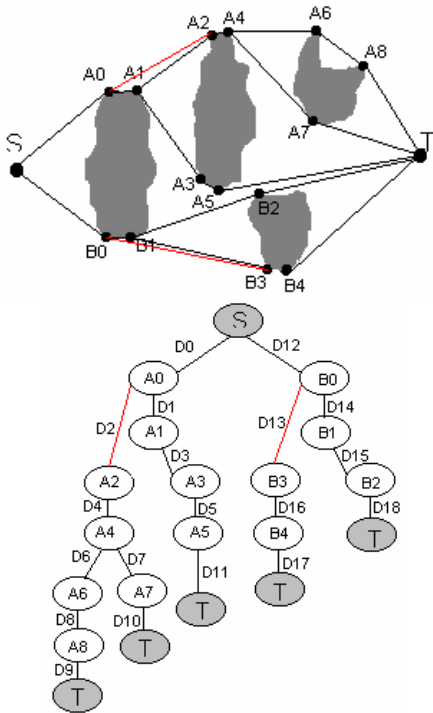 A2 A4 A6
A0 A1 A8
S A7 T
A3
A5 B2
B0 B1
B3 B4
S
D0 D12
A0 B0
D1 D14
D2 A1 D13 B1
D3 D15
A2 A3 B3 B2
D4 D5 D16 D18
A4 A5 B4 T
D6 D7 D11 D17
A6 A7 T T
D8 D10
A8 T
D9
T